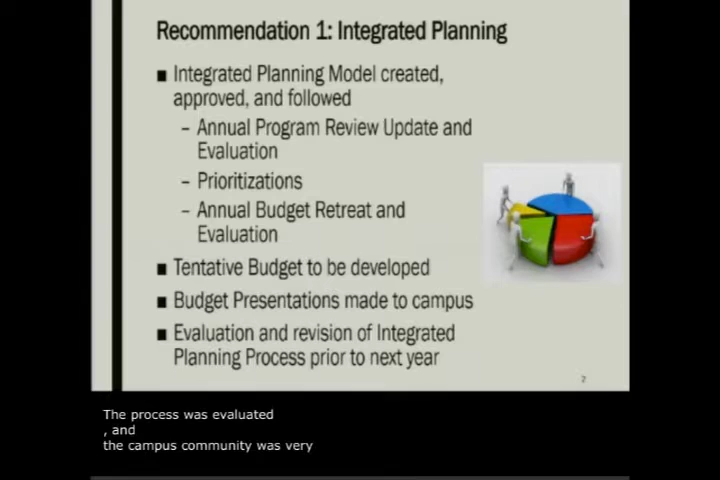 Recommendation 1: Integrated Planning
■ Integrated Planning Model created,
approved, and followed
– Annual Program Review Update and
Evaluation
– Prioritizations
– Annual Budget Retreat and
Evaluation
■ Tentative Budget to be developed
■ Budget Presentations made to campus
■ Evaluation and revision of Integrated
Planning Process prior to next year
7
The process was evaluated
, and
the campus community was very